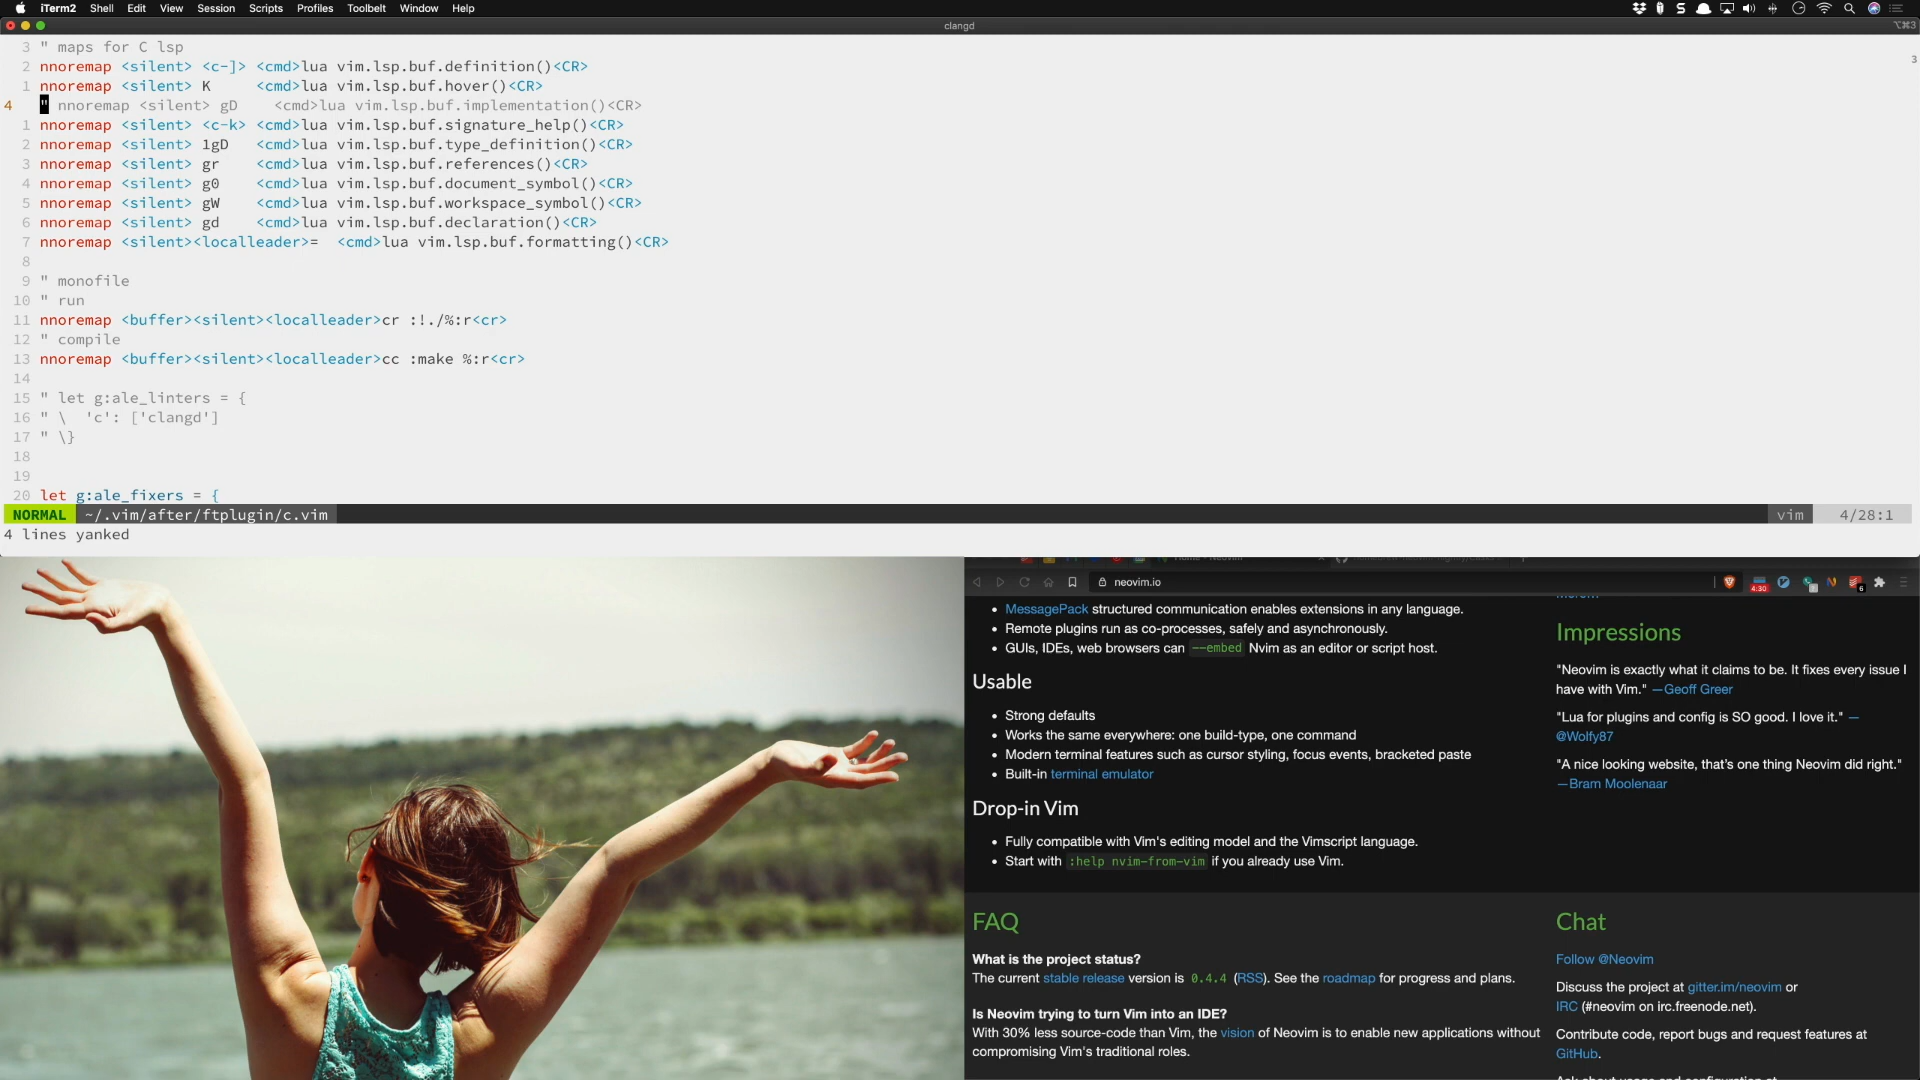 iTerm2 Shell Edit View Session Scripts Profiles Toolbelt Window Help
clangd
⌥⌘3
3 " maps for C lsp
3
2 nnoremap <silent> <c-]> <cmd>lua vim.lsp.buf.definition()<CR>
1 nnoremap <silent> K     <cmd>lua vim.lsp.buf.hover()<CR>
4   " nnoremap <silent> gD    <cmd>lua vim.lsp.buf.implementation()<CR>
1 nnoremap <silent> <c-k> <cmd>lua vim.lsp.buf.signature_help()<CR>
2 nnoremap <silent> 1gD   <cmd>lua vim.lsp.buf.type_definition()<CR>
3 nnoremap <silent> gr    <cmd>lua vim.lsp.buf.references()<CR>
4 nnoremap <silent> g0    <cmd>lua vim.lsp.buf.document_symbol()<CR>
5 nnoremap <silent> gW    <cmd>lua vim.lsp.buf.workspace_symbol()<CR>
6 nnoremap <silent> gd    <cmd>lua vim.lsp.buf.declaration()<CR>
7 nnoremap <silent><localleader>=  <cmd>lua vim.lsp.buf.formatting()<CR>
8
9 " monofile
10 " run
11 nnoremap <buffer><silent><localleader>cr :!./%:r<cr>
12 " compile
13 nnoremap <buffer><silent><localleader>cc :make %:r<cr>
14
15 " let g:ale_linters = {
16 " \  'c': ['clangd']
17 " \}
18
19
20 let g:ale_fixers = {
NORMAL ~/.vim/after/ftplugin/c.vim vim 4/28:1
4 lines yanked
neovim.io
4:30
6
MessagePack structured communication enables extensions in any language.
Remote plugins run as co-processes, safely and asynchronously.
GUIs, IDEs, web browsers can --embed Nvim as an editor or script host.
Usable
Strong defaults
Works the same everywhere: one build-type, one command
Modern terminal features such as cursor styling, focus events, bracketed paste
Built-in terminal emulator
Drop-in Vim
Fully compatible with Vim's editing model and the Vimscript language.
Start with :help nvim-from-vim if you already use Vim.
Impressions
"Neovim is exactly what it claims to be. It fixes every issue I
have with Vim." —Geoff Greer
"Lua for plugins and config is SO good. I love it." —
@Wolfy87
"A nice looking website, that's one thing Neovim did right."
—Bram Moolenaar
FAQ
What is the project status?
The current stable release version is 0.4.4 (RSS). See the roadmap for progress and plans.
Is Neovim trying to turn Vim into an IDE?
With 30% less source-code than Vim, the vision of Neovim is to enable new applications without
compromising Vim's traditional roles.
Chat
Follow @Neovim
Discuss the project at gitter.im/neovim or
IRC (#neovim on irc.freenode.net).
Contribute code, report bugs and request features at
GitHub.